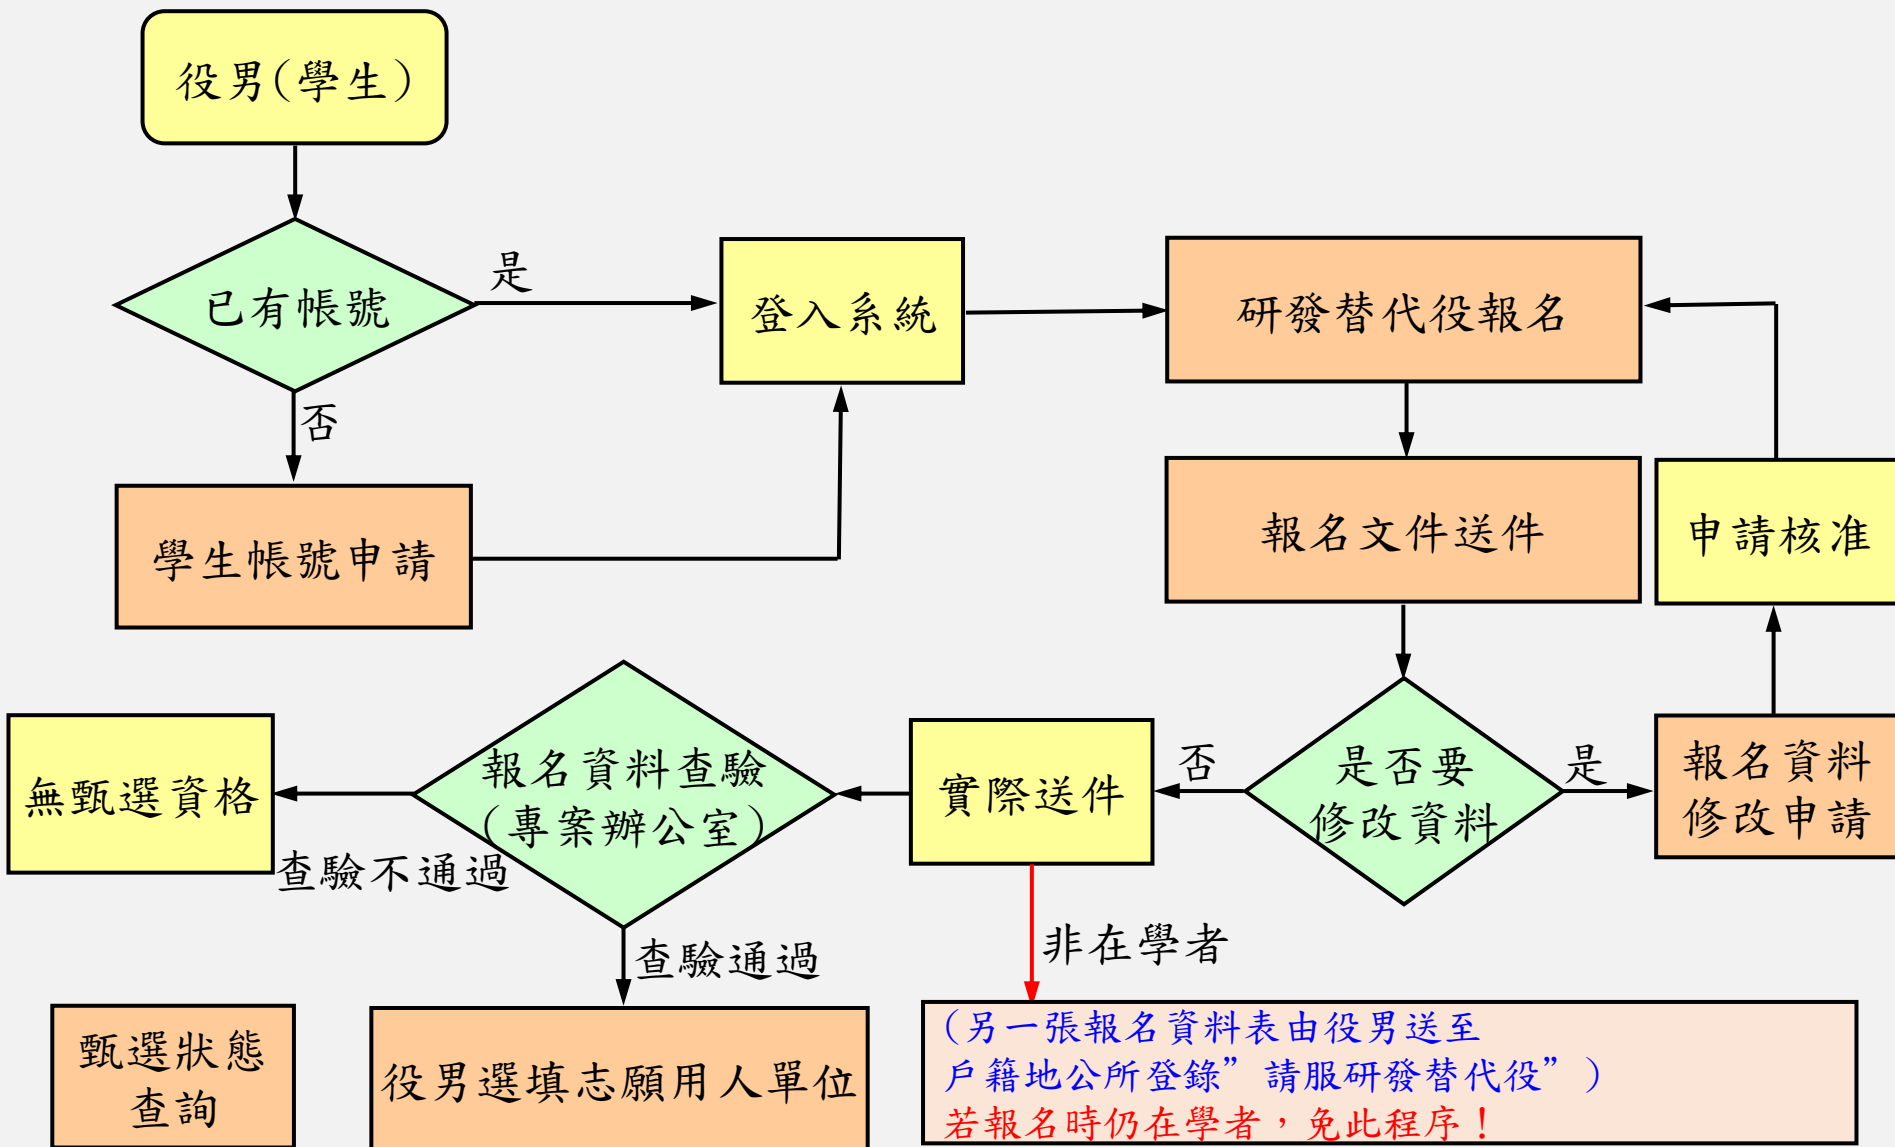 役男(學生)
已有帳號
是
登入系統
研發替代役報名
否
學生帳號申請
報名文件送件
申請核准
無甄選資格
報名資料查驗
(專案辦公室)
實際送件
否
是否要
修改資料
是
報名資料
修改申請
查驗不通過
查驗通過
非在學者
甄選狀態
查詢
役男選填志願用人單位
(另一張報名資料表由役男送至
戶籍地公所登錄”請服研發替代役”)
若報名時仍在學者，免此程序！